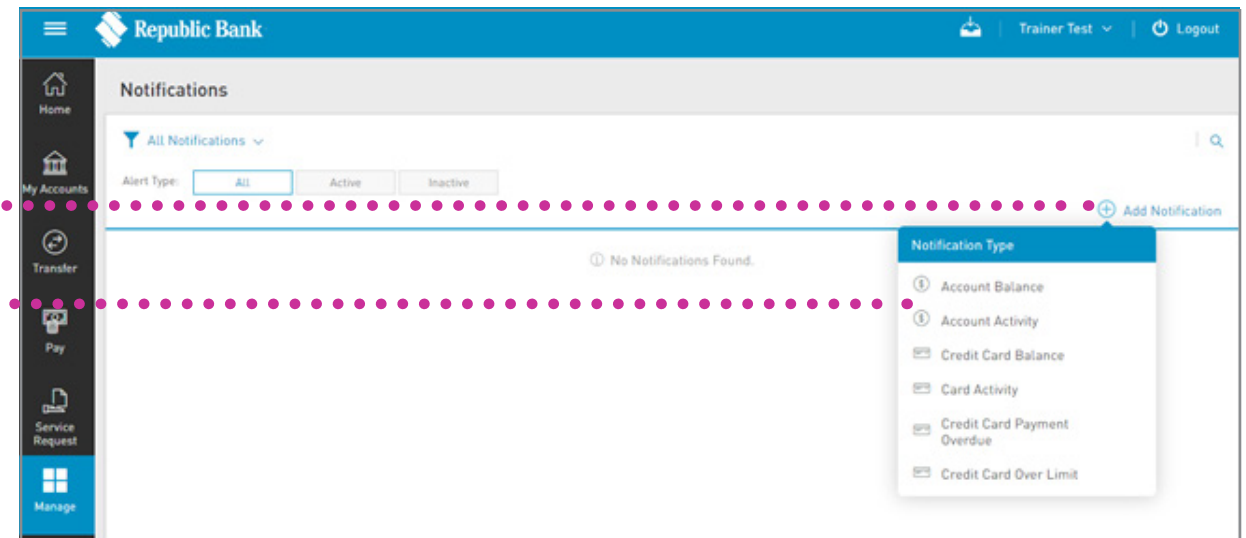 Republic Bank
Trainer Test
Logout
Home
My Accounts
Transfer
Pay
Service
Request
Manage
Notifications
All Notifications
Alert Type:
All
Active
Inactive
Add Notification
No Notifications Found.
Notification Type
Account Balance
Account Activity
Credit Card Balance
Card Activity
Credit Card Payment
Overdue
Credit Card Over Limit